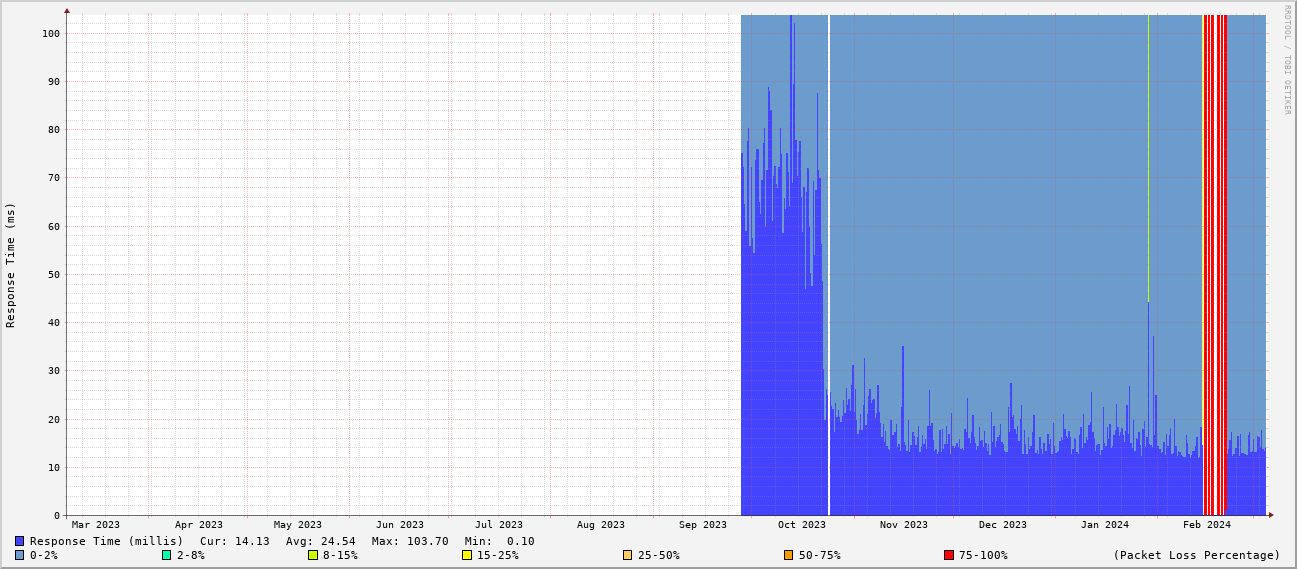 RRDTOOL / TOBI OETIKER
Response Time (ms)
100
90
80
70
60
50
40
30
20
10
0
Mar 2023 Apr 2023 May 2023 Jun 2023 Jul 2023 Aug 2023 Sep 2023 Oct 2023 Nov 2023 Dec 2023 Jan 2024 Feb 2024
Response Time (millis) Cur: 14.13 Avg: 24.54 Max: 103.70 Min: 0.10
0-2% 2-8% 8-15% 15-25% 25-50% 50-75% 75-100% (Packet Loss Percentage)